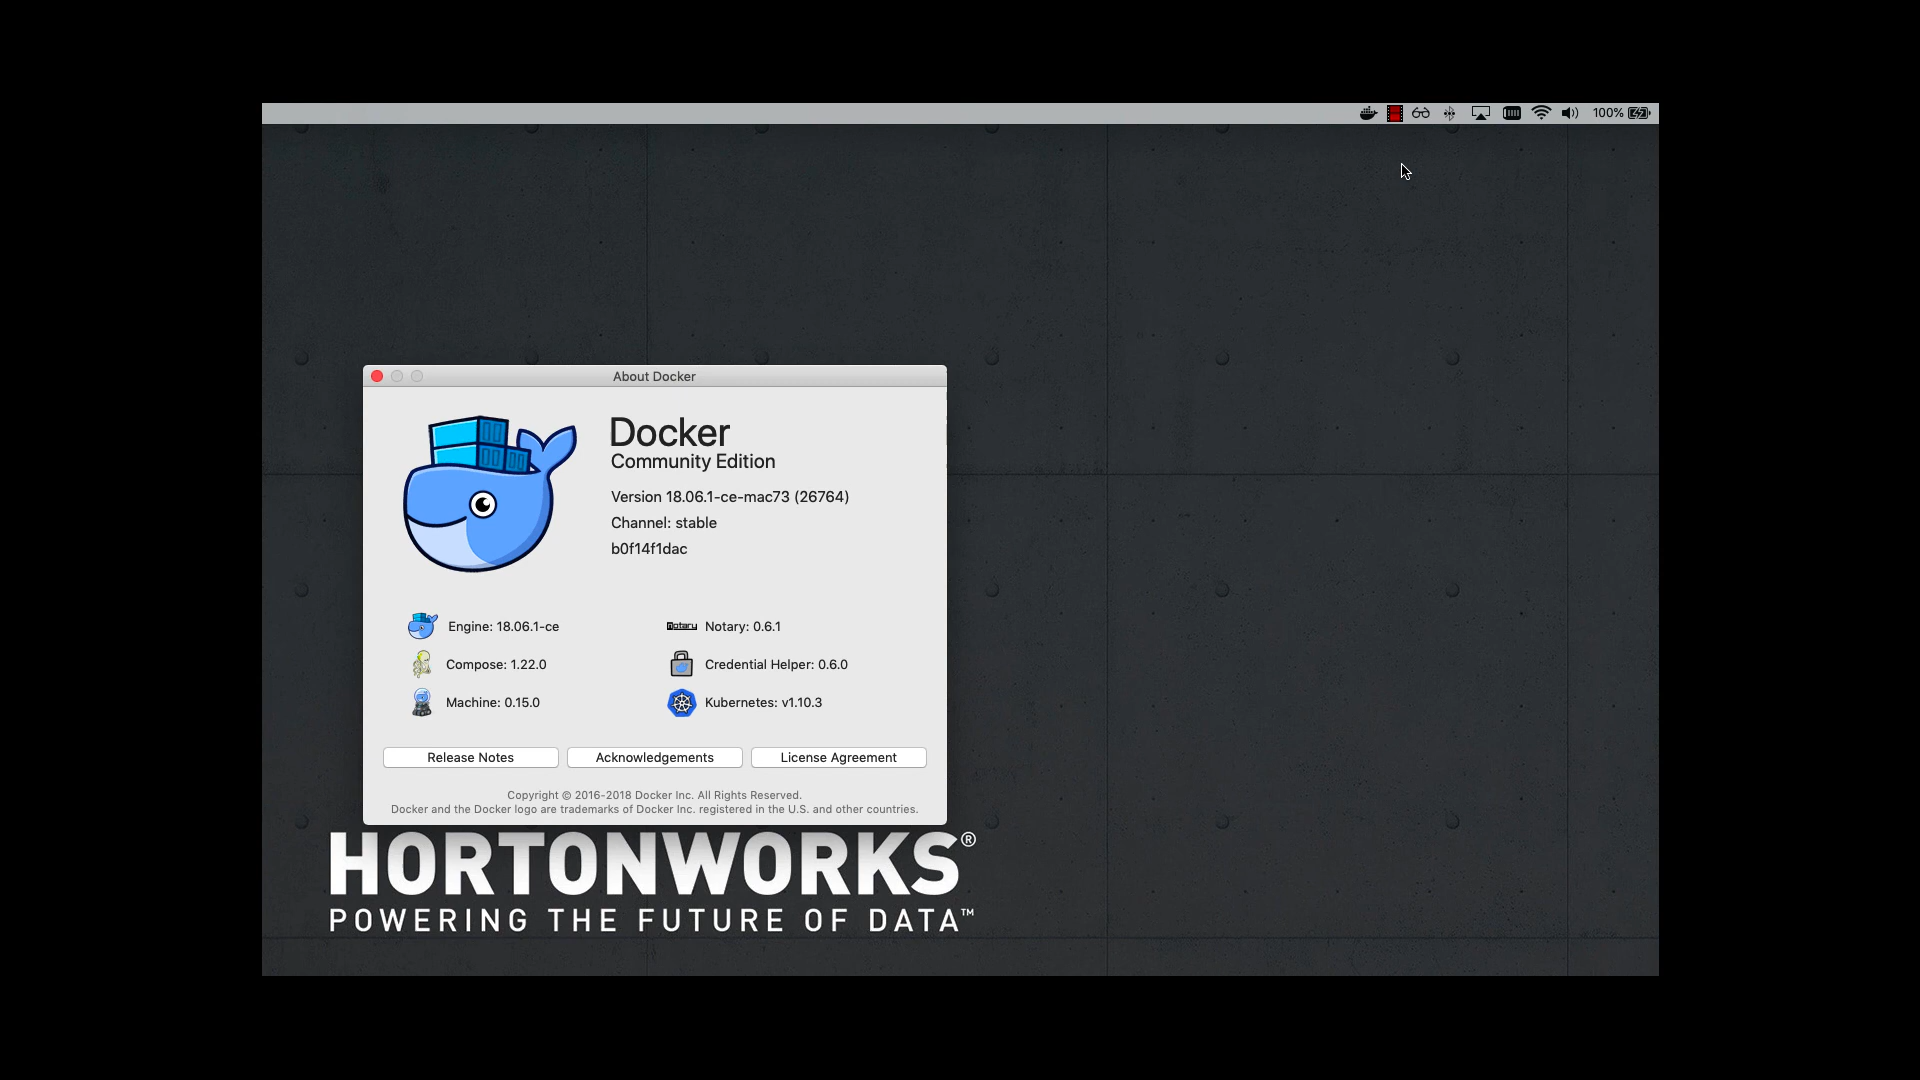 100%
About Docker
Docker
Community Edition
Version 18.06.1-ce-mac73 (26764)
Channel: stable
b0f14f1dac
Engine: 18.06.1-ce
notary Notary: 0.6.1
Compose: 1.22.0
Credential Helper: 0.6.0
Machine: 0.15.0
Kubernetes: v1.10.3
Release Notes Acknowledgements License Agreement
Copyright © 2016-2018 Docker Inc. All Rights Reserved.
Docker and the Docker logo are trademarks of Docker Inc. registered in the U.S. and other countries.
HORTONWORKS®
POWERING THE FUTURE OF DATA™